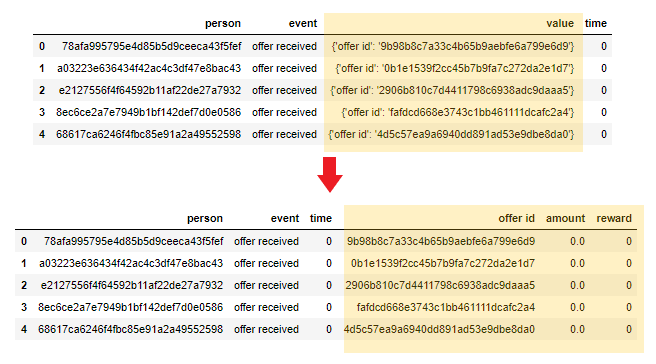 person event value time
0 78afa995795e4d85b5d9ceeca43f5fef offer received {'offer id': '9b98b8c7a33c4b65b9aebfe6a799e6d9'} 0
1 a03223e636434f42ac4c3df47e8bac43 offer received {'offer id': '0b1e1539f2cc45b7b9fa7c272da2e1d7'} 0
2 e2127556f4f64592b11af22de27a7932 offer received {'offer id': '2906b810c7d4411798c6938adc9daaa5'} 0
3 8ec6ce2a7e7949b1bf142def7d0e0586 offer received {'offer id': 'fafdcd668e3743c1bb461111dcafc2a4'} 0
4 68617ca6246f4fbc85e91a2a49552598 offer received {'offer id': '4d5c57ea9a6940dd891ad53e9dbe8da0'} 0
person event time offer id amount reward
0 78afa995795e4d85b5d9ceeca43f5fef offer received 0 9b98b8c7a33c4b65b9aebfe6a799e6d9 0.0 0
1 a03223e636434f42ac4c3df47e8bac43 offer received 0 0b1e1539f2cc45b7b9fa7c272da2e1d7 0.0 0
2 e2127556f4f64592b11af22de27a7932 offer received 0 2906b810c7d4411798c6938adc9daaa5 0.0 0
3 8ec6ce2a7e7949b1bf142def7d0e0586 offer received 0 fafdcd668e3743c1bb461111dcafc2a4 0.0 0
4 68617ca6246f4fbc85e91a2a49552598 offer received 0 4d5c57ea9a6940dd891ad53e9dbe8da0 0.0 0